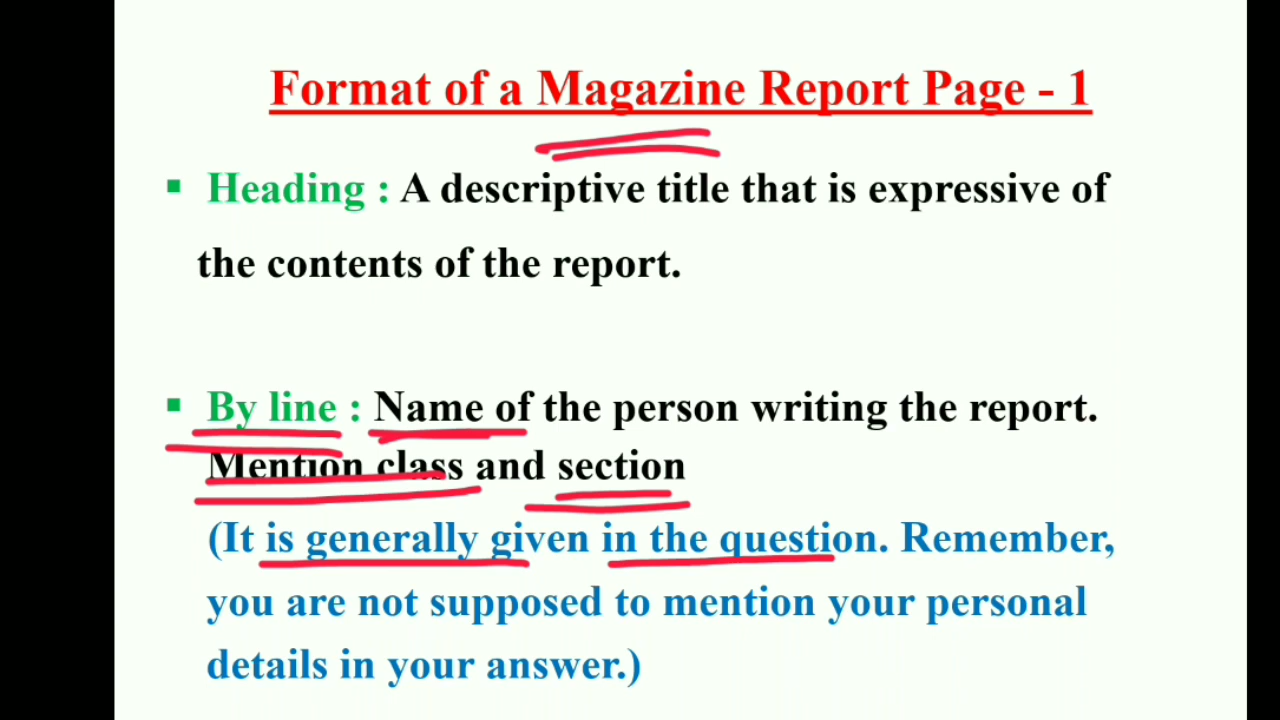 Format of a Magazine Report Page - 1
▪ Heading : A descriptive title that is expressive of
the contents of the report.
▪ By line : Name of the person writing the report.
Mention class and section
(It is generally given in the question. Remember,
you are not supposed to mention your personal
details in your answer.)